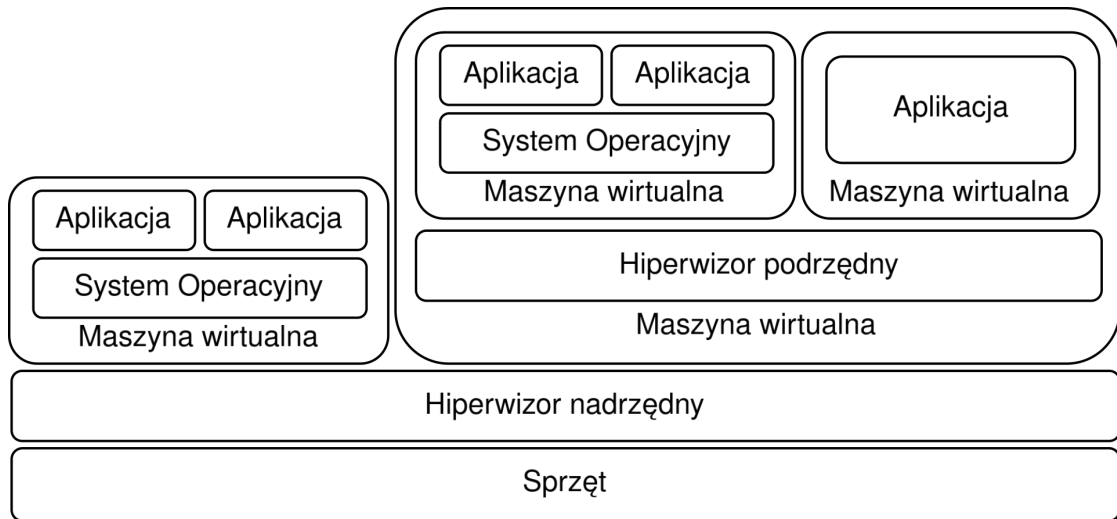 Aplikacja Aplikacja
System Operacyjny
Maszyna wirtualna
Aplikacja
Maszyna wirtualna
Hiperwizor podrzędny
Maszyna wirtualna
Aplikacja Aplikacja
System Operacyjny
Maszyna wirtualna
Hiperwizor nadrzędny
Sprzęt